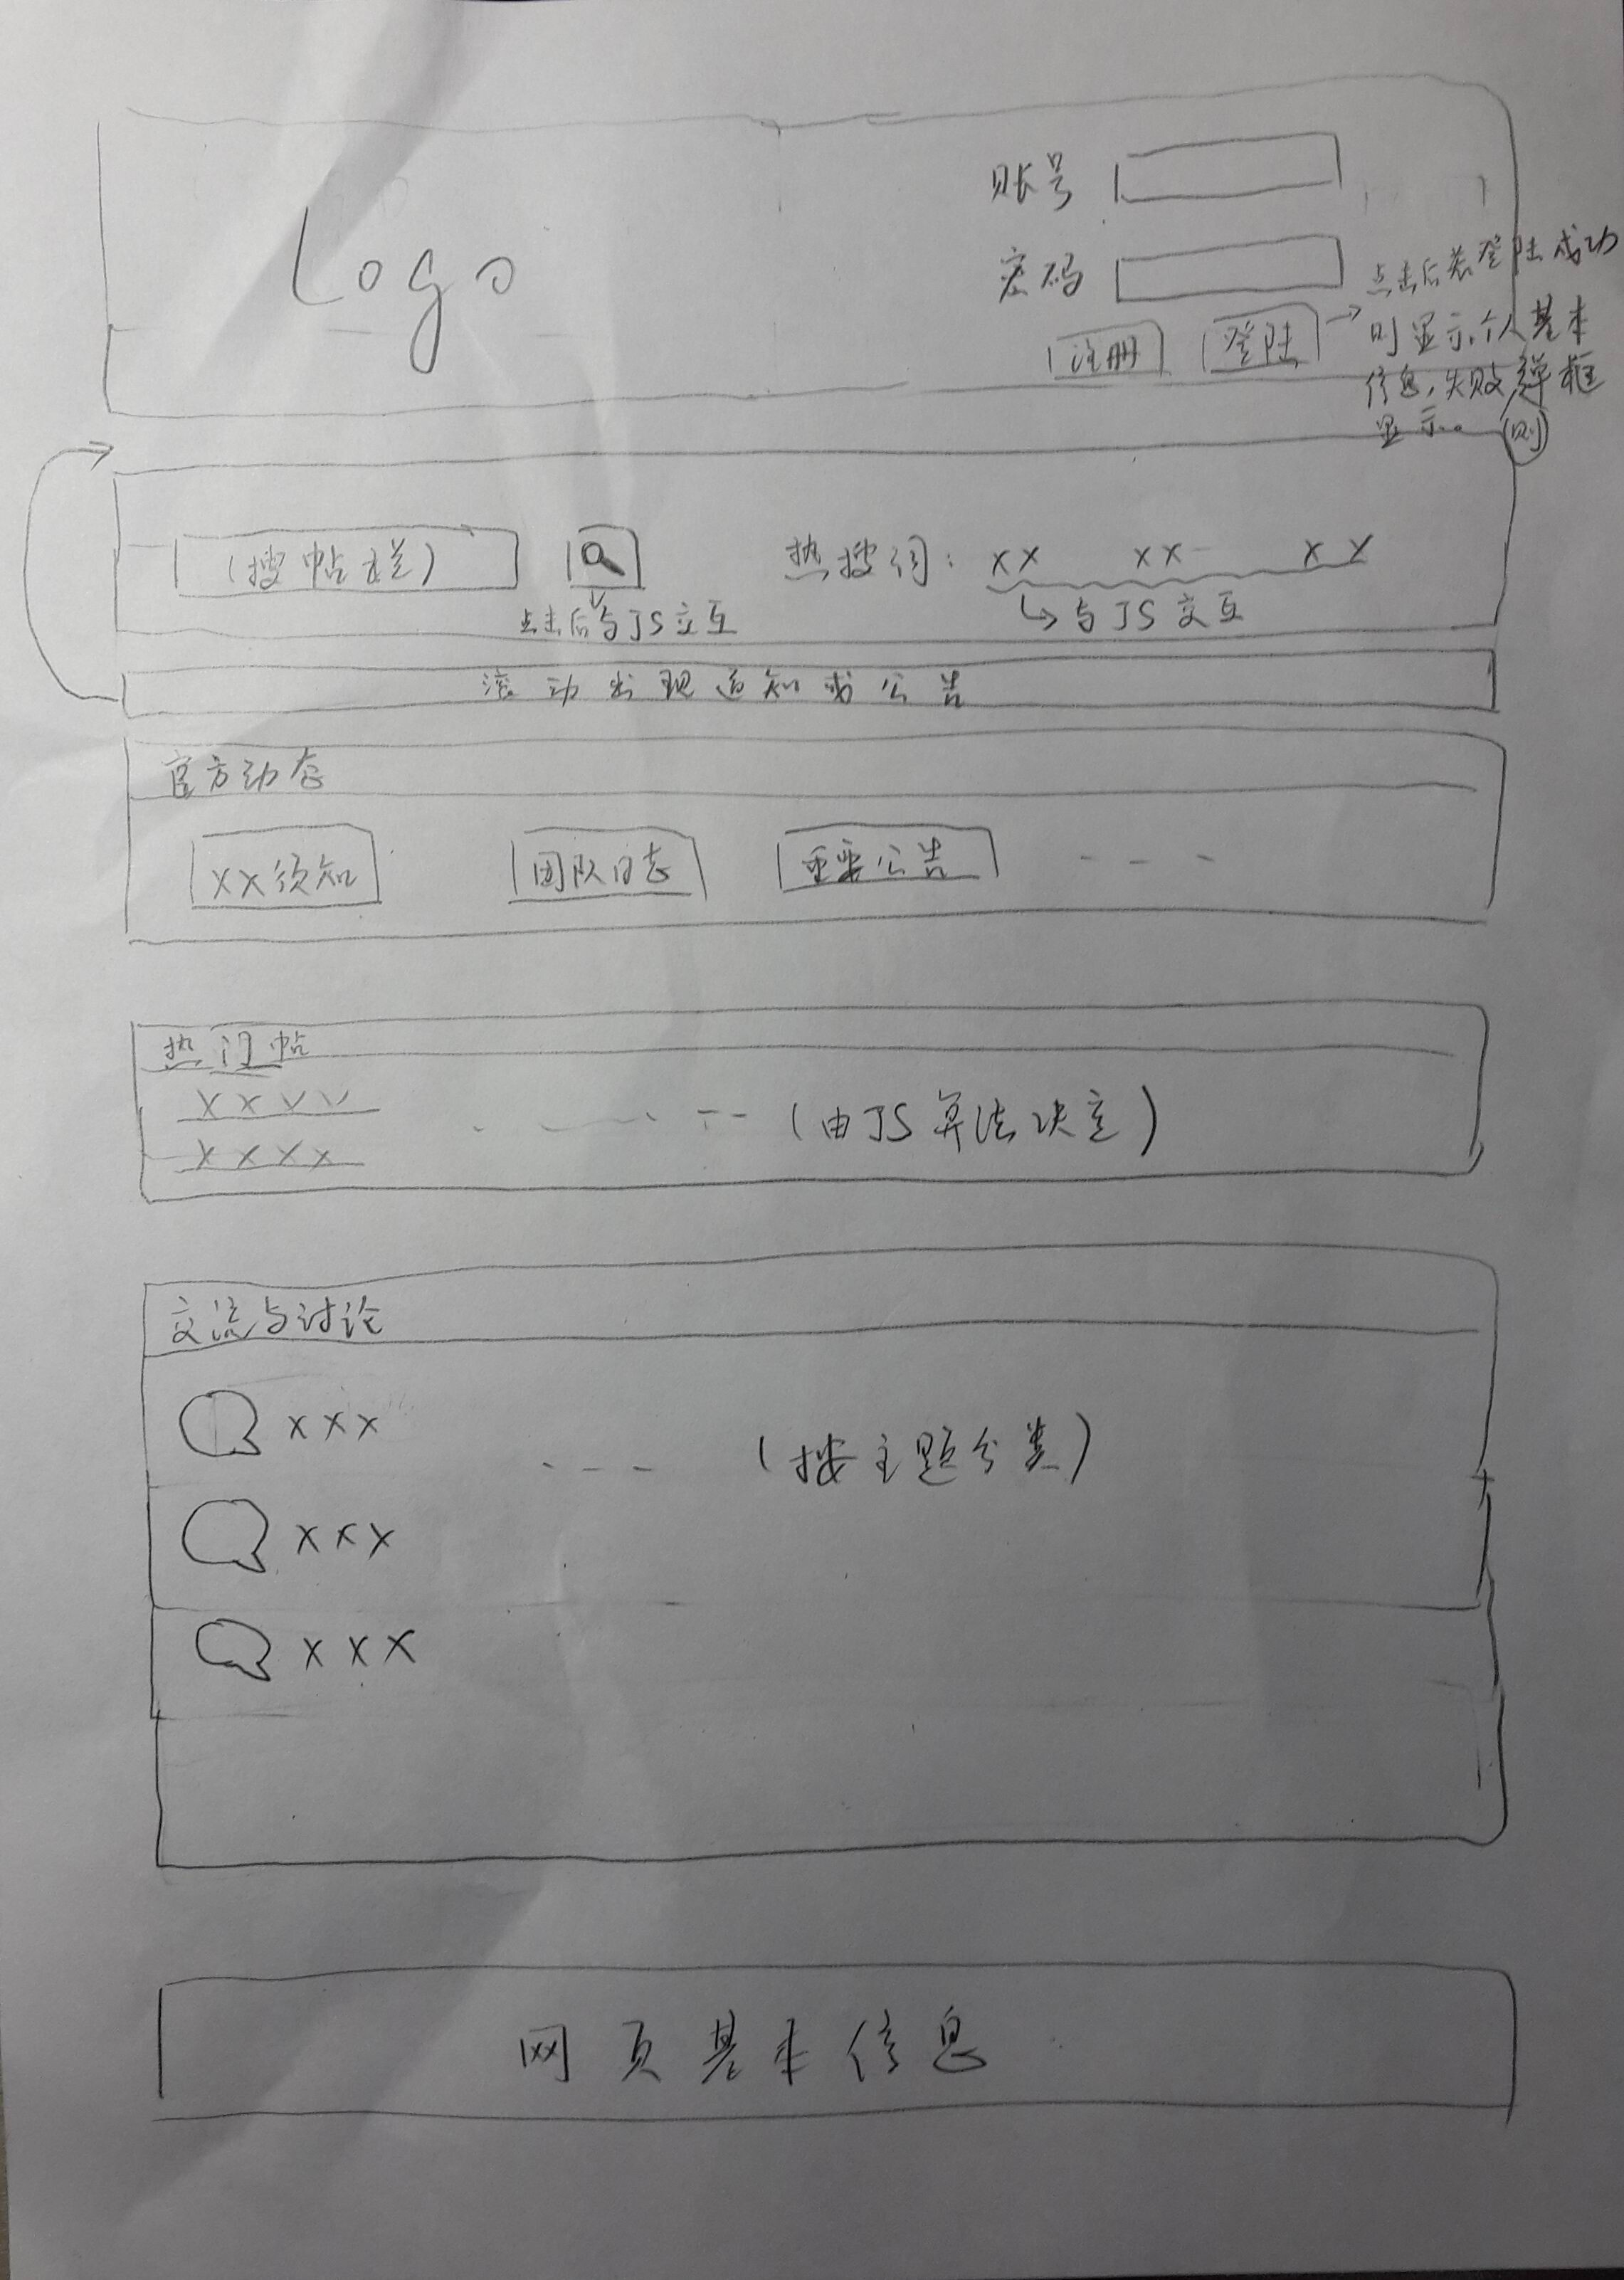 Logo
账号
密码
注册 登陆
点击后若登陆成功
则显示个人基本
信息,失败弹框
显示。 则
(搜帖栏) 热搜词: XX XX XX
点击后与JS交互 与JS交互
滚动出现通知或公告
官方动态
XX须知 团队日志 重要公告 - - -
热门帖
XXXX
XXXX
(由JS算法决定)
交流与讨论
XXX
--- (按主题分类)
XXX
XXX
网页基本信息